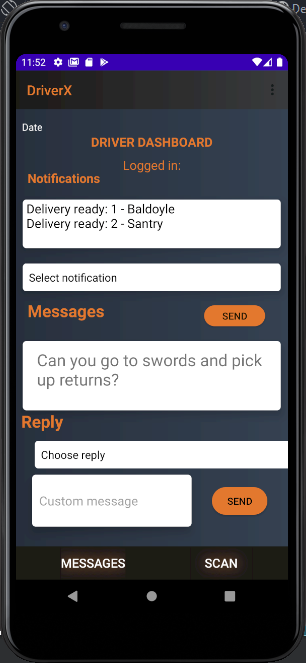 De
11:52
DriverX
Date
DRIVER DASHBOARD
Logged in:
Notifications
Delivery ready: 1 - Baldoyle
Delivery ready: 2 - Santry
Select notification
Messages
SEND
Can you go to swords and pick
up returns?
Reply
Choose reply
Custom message
SEND
MESSAGES
SCAN